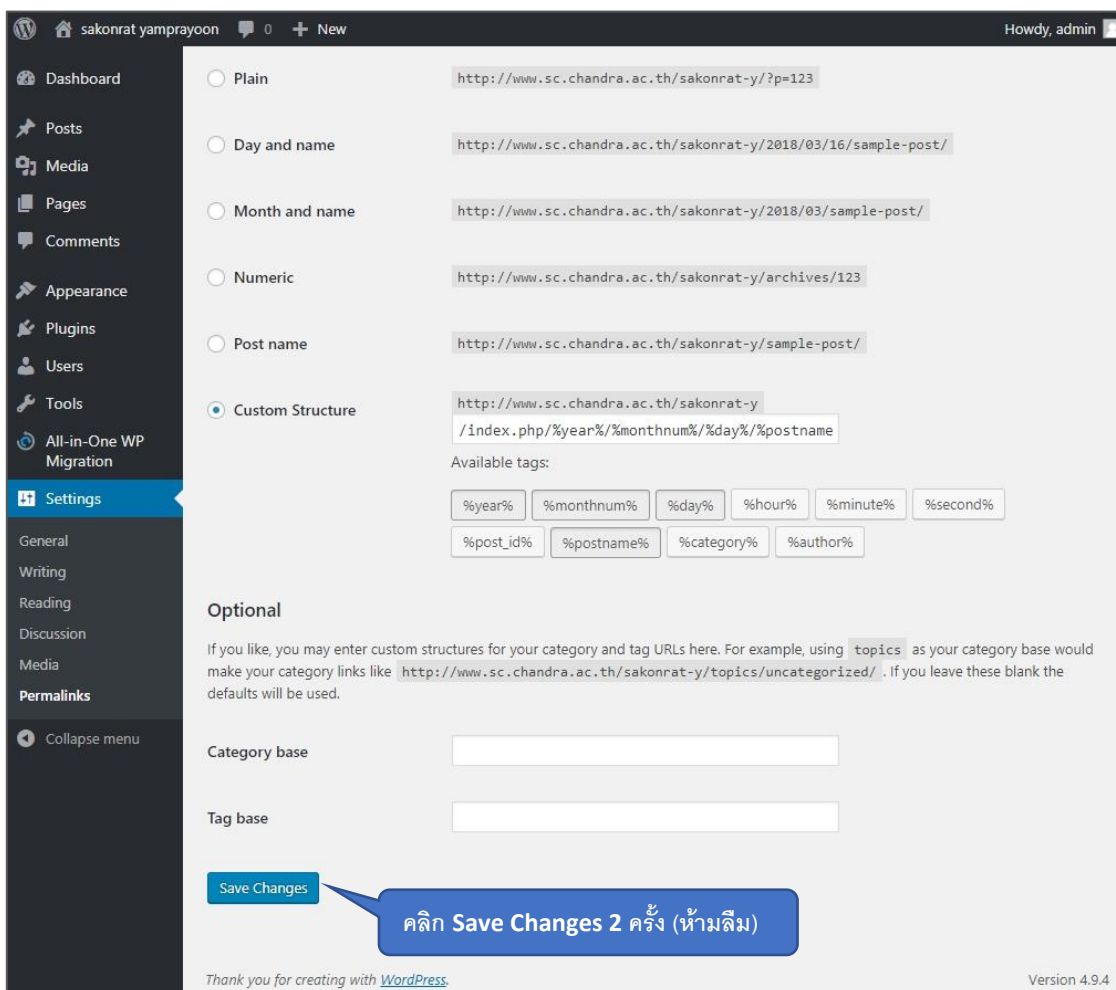 sakonrat yamprayoon 0 + New Howdy, admin
Dashboard
Posts
Media
Pages
Comments
Appearance
Plugins
Users
Tools
All-in-One WP
Migration
Settings
General
Writing
Reading
Discussion
Media
Permalinks
Collapse menu
Plain http://www.sc.chandra.ac.th/sakonrat-y/?p=123
Day and name http://www.sc.chandra.ac.th/sakonrat-y/2018/03/16/sample-post/
Month and name http://www.sc.chandra.ac.th/sakonrat-y/2018/03/sample-post/
Numeric http://www.sc.chandra.ac.th/sakonrat-y/archives/123
Post name http://www.sc.chandra.ac.th/sakonrat-y/sample-post/
Custom Structure http://www.sc.chandra.ac.th/sakonrat-y
/index.php/%year%/%monthnum%/%day%/%postname
Available tags:
%year% %monthnum% %day% %hour% %minute% %second%
%post_id% %postname% %category% %author%
Optional
If you like, you may enter custom structures for your category and tag URLs here. For example, using topics as your category base would
make your category links like http://www.sc.chandra.ac.th/sakonrat-y/topics/uncategorized/ . If you leave these blank the
defaults will be used.
Category base
Tag base
Save Changes
คลิก Save Changes 2 ครั้ง (ห้ามลืม)
Thank you for creating with WordPress. Version 4.9.4